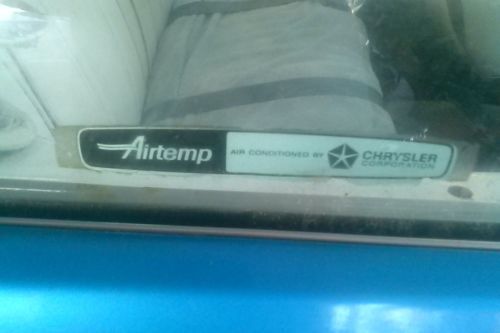 Airtemp AIR CONDITIONED BY CHRYSLER
CORPORATION